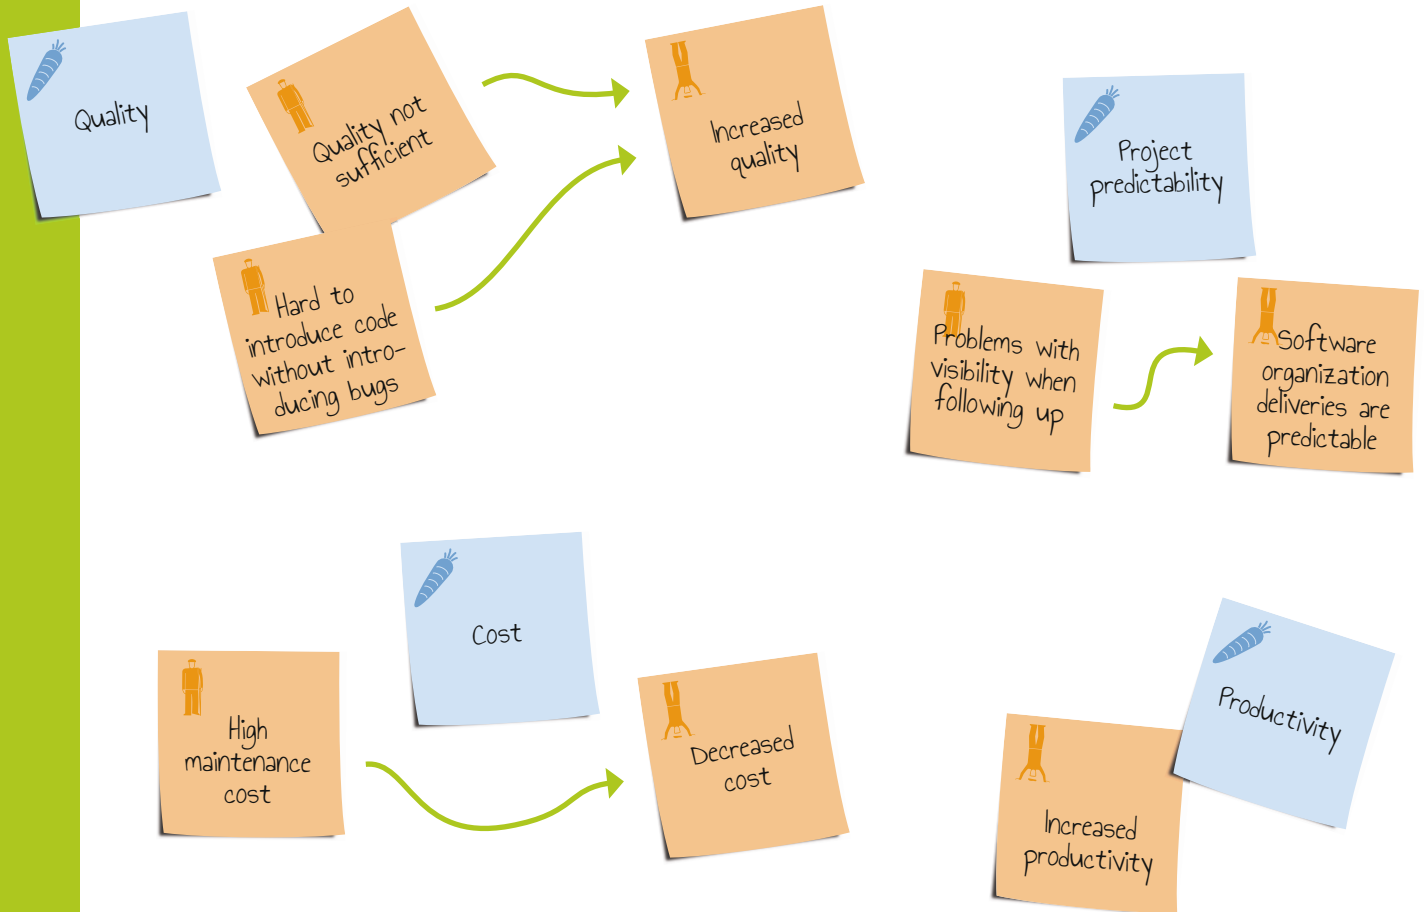 Quality
Quality not
sufficient
Increased
quality
Hard to
introduce code
without intro-
ducing bugs
Project
predictability
Problems with
visibility when
following up
Software
organization
deliveries are
predictable
Cost
High
maintenance
cost
Decreased
cost
Productivity
Increased
productivity